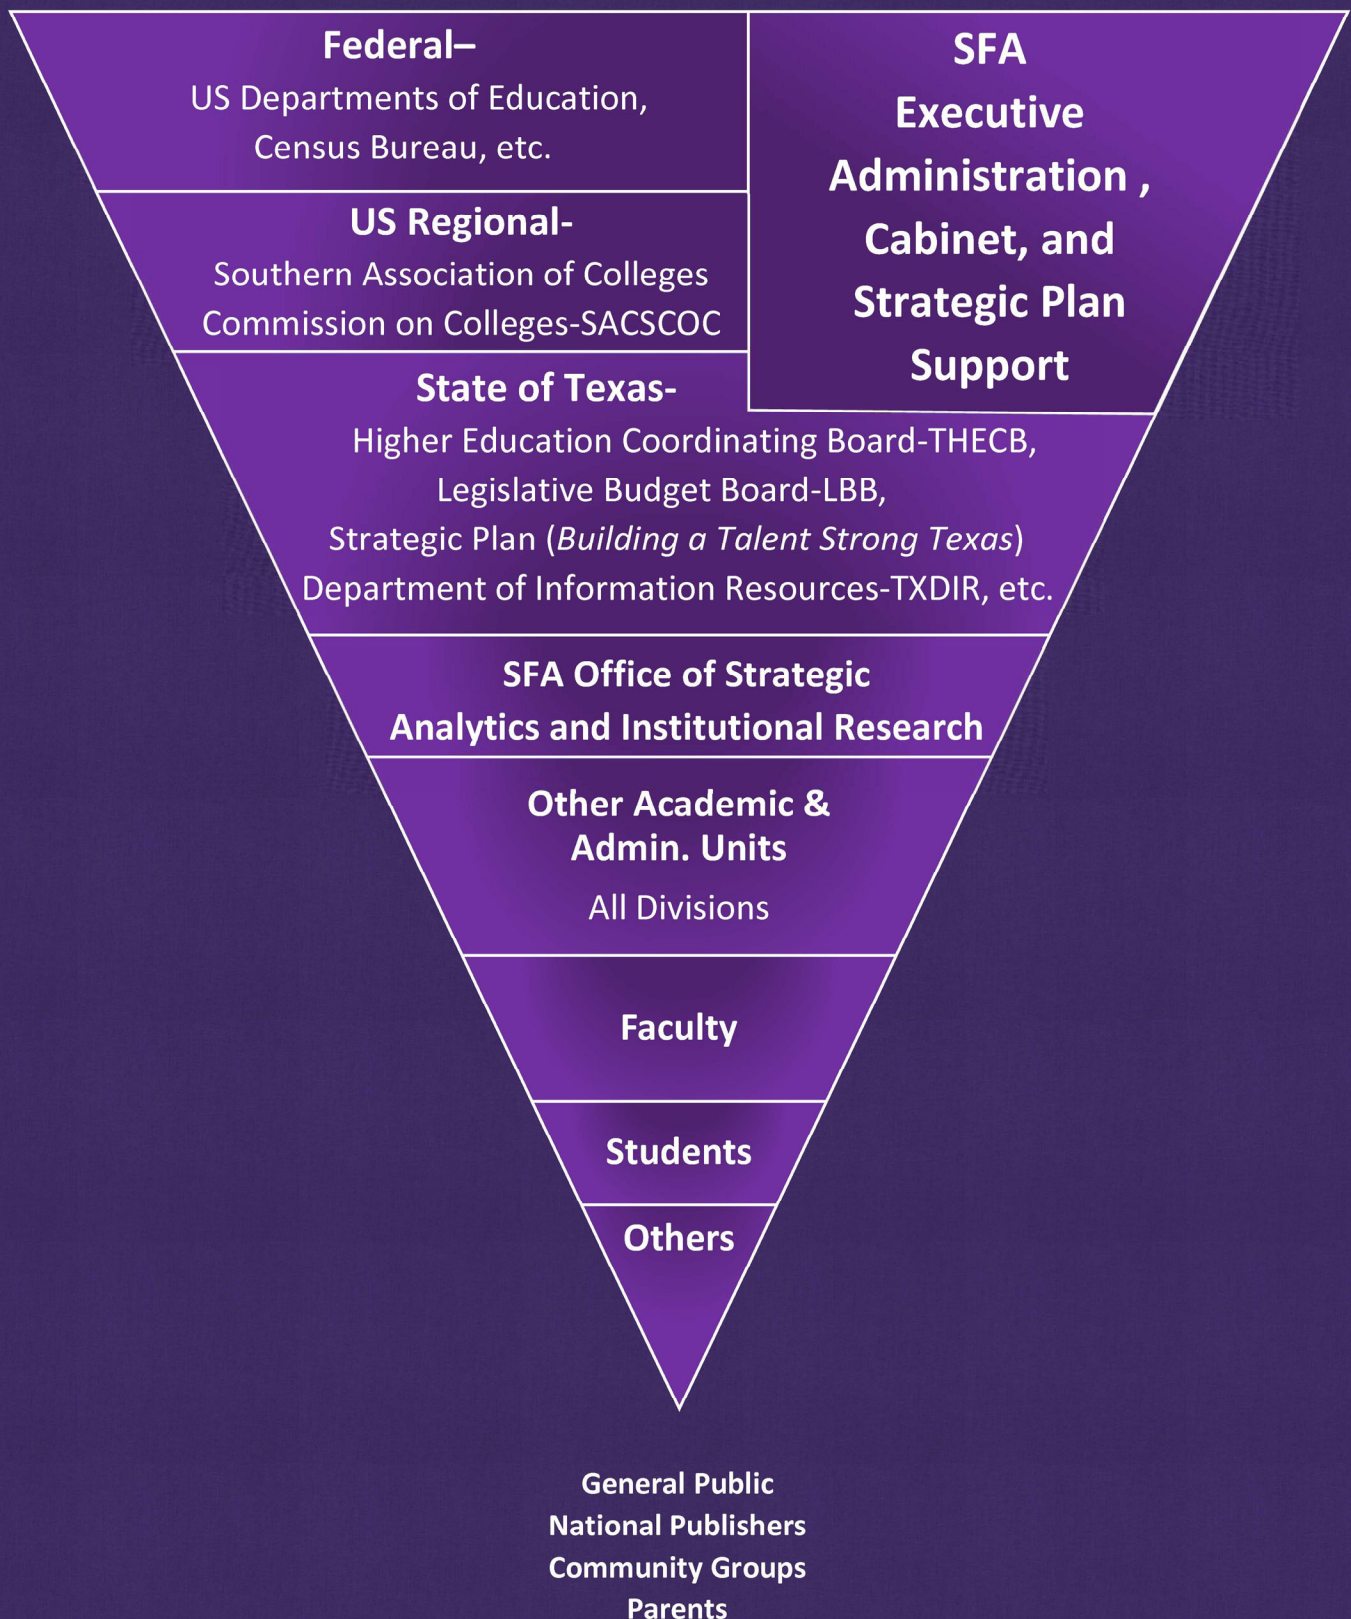 Federal–
US Departments of Education,
Census Bureau, etc.
SFA
Executive
Administration ,
Cabinet, and
Strategic Plan
Support
US Regional-
Southern Association of Colleges
Commission on Colleges-SACSCOC
State of Texas-
Higher Education Coordinating Board-THECB,
Legislative Budget Board-LBB,
Strategic Plan (Building a Talent Strong Texas)
Department of Information Resources-TXDIR, etc.
SFA Office of Strategic
Analytics and Institutional Research
Other Academic &
Admin. Units
All Divisions
Faculty
Students
Others
General Public
National Publishers
Community Groups
Parents